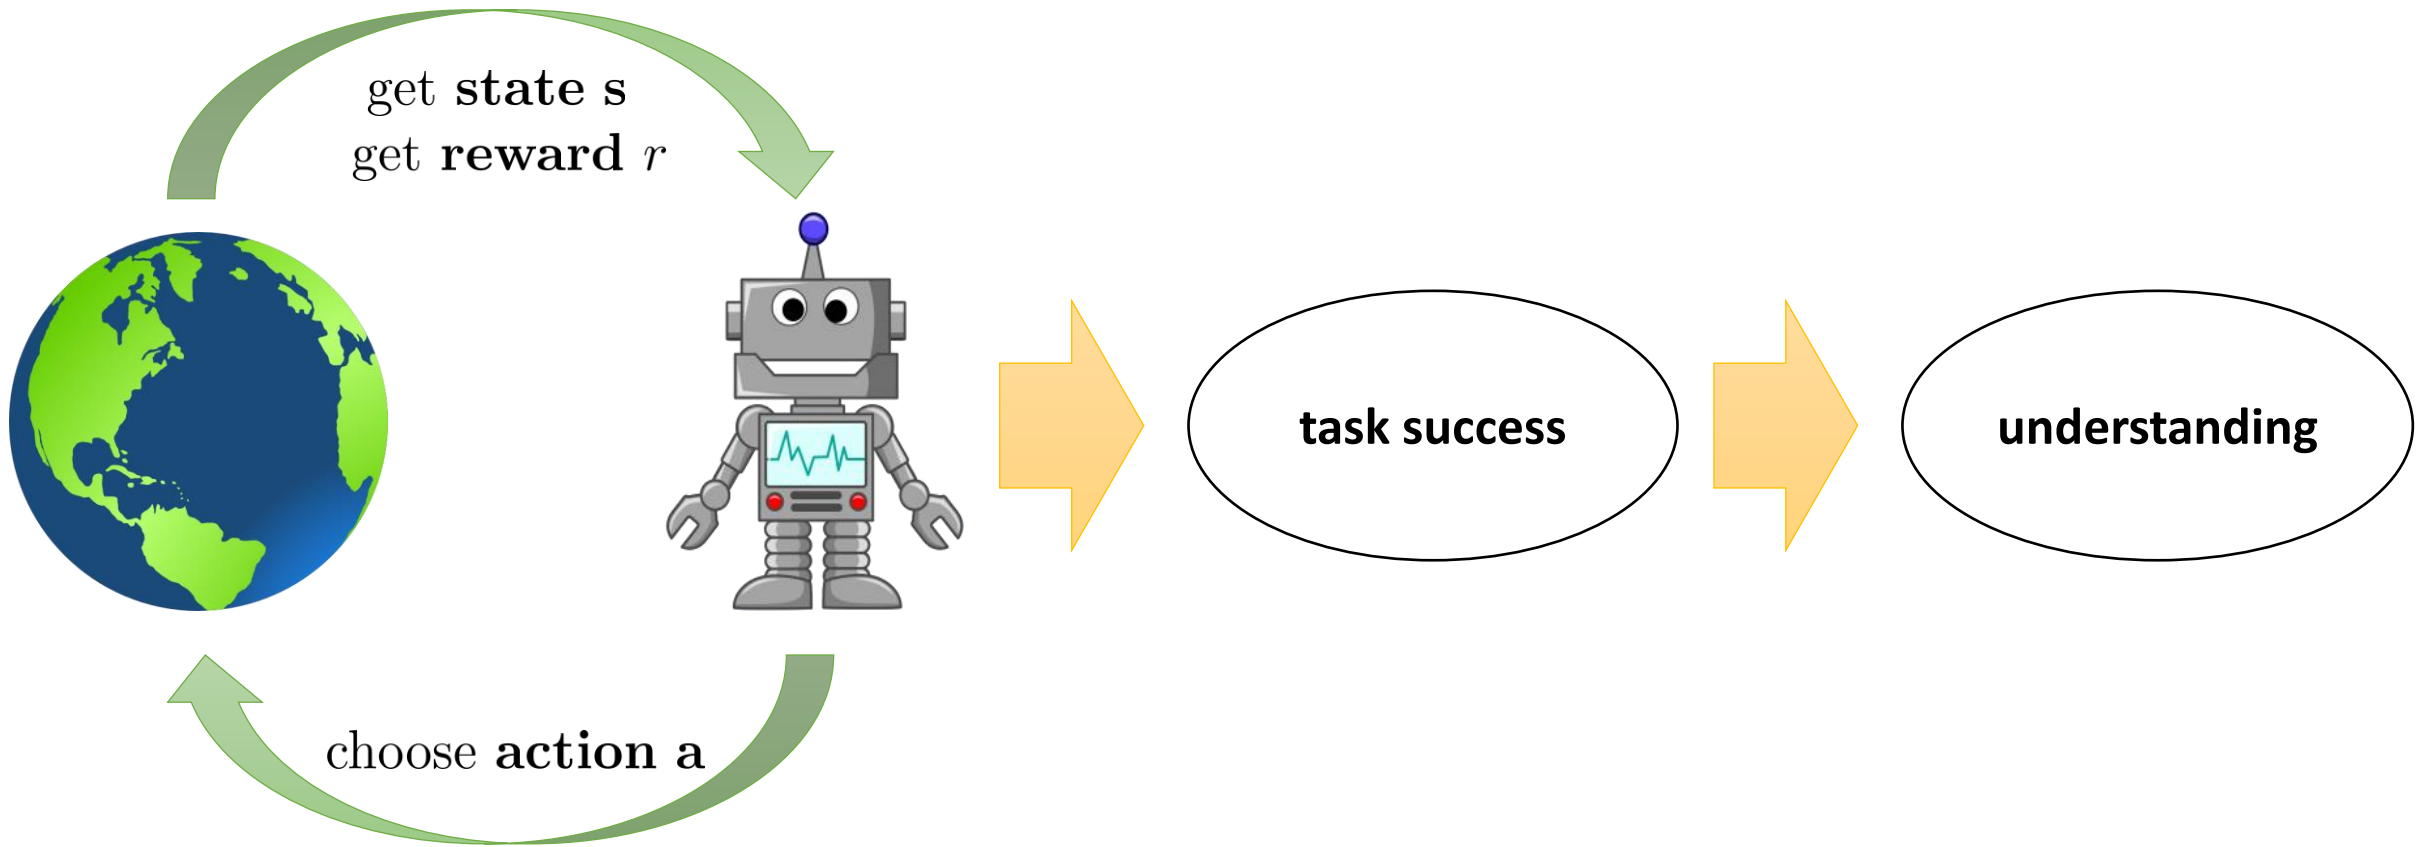 get state s
get reward r
task success
understanding
choose action a